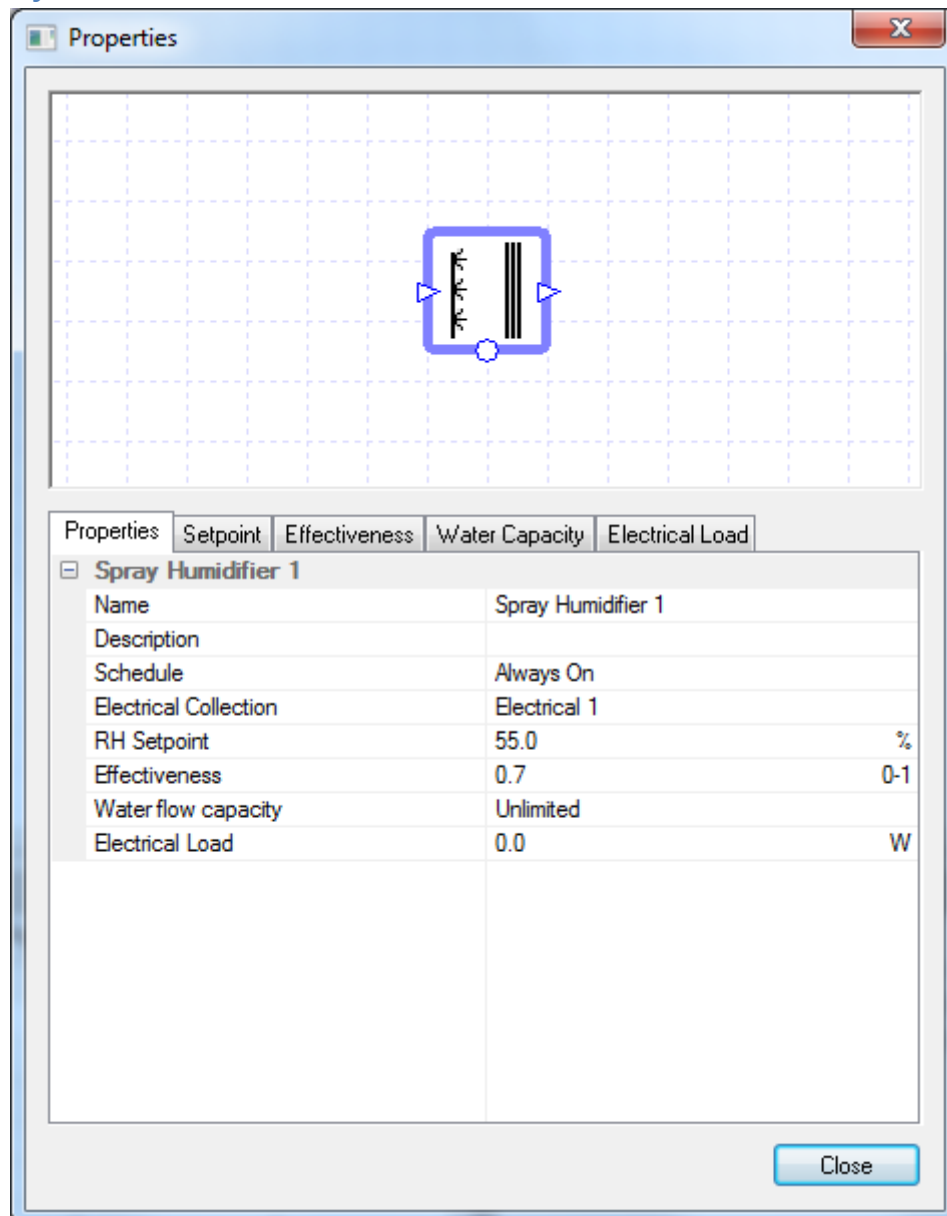 Properties
Properties Setpoint Effectiveness Water Capacity Electrical Load
Spray Humidifier 1
Name Spray Humidifier 1
Description
Schedule Always On
Electrical Collection Electrical 1
RH Setpoint 55.0 %
Effectiveness 0.7 0-1
Water flow capacity Unlimited
Electrical Load 0.0 W
Close